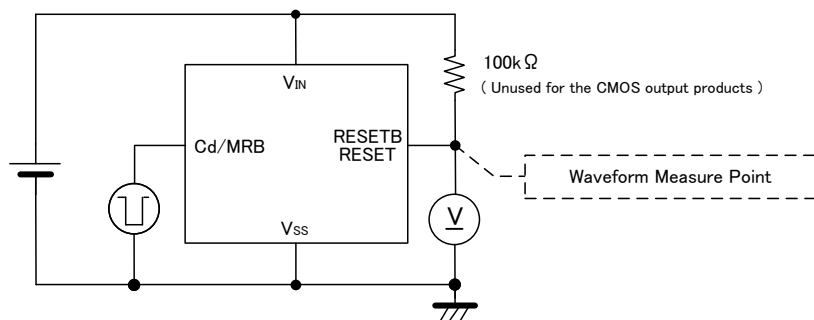 100kΩ
( Unused for the CMOS output products )
VIN
Cd/MRB
RESETB
RESET
Waveform Measure Point
V
VSS